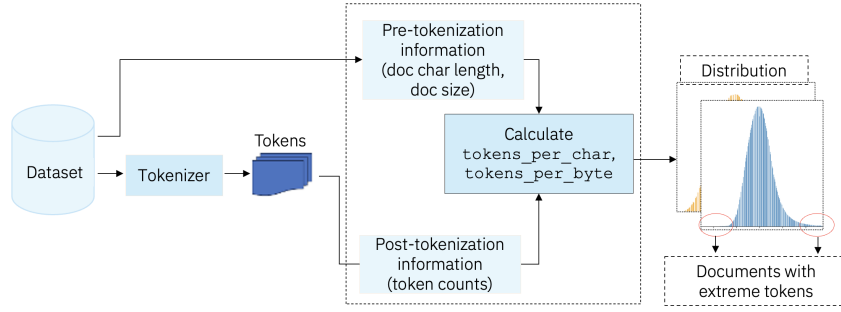 Dataset
Tokenizer
Tokens
Pre-tokenization
information
(doc char length,
doc size)
Post-tokenization
information
(token counts)
Calculate
tokens_per_char,
tokens_per_byte
Distribution
Documents with
extreme tokens